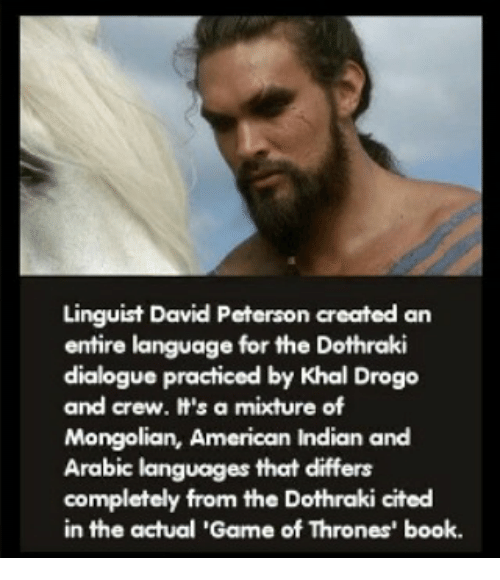 Linguist David Peterson created an
entire language for the Dothraki
dialogue practiced by Khal Drogo
and crew. It's a mixture of
Mongolian, American Indian and
Arabic languages that differs
completely from the Dothraki cited
in the actual 'Game of Thrones' book.